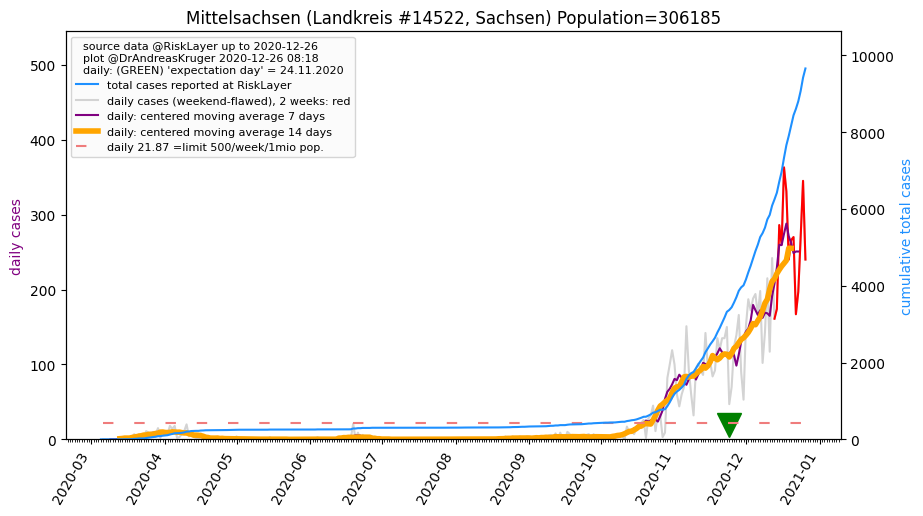 Mittelsachsen (Landkreis #14522, Sachsen) Population=306185
source data @RiskLayer up to 2020-12-26
plot @DrAndreasKruger 2020-12-26 08:18
daily: (GREEN) 'expectation day' = 24.11.2020
total cases reported at RiskLayer
daily cases (weekend-flawed), 2 weeks: red
daily: centered moving average 7 days
daily: centered moving average 14 days
daily 21.87 =limit 500/week/1mio pop.
daily cases
500
400
300
200
100
0
cumulative total cases
10000
8000
6000
4000
2000
0
2020-03
2020-04
2020-05
2020-06
2020-07
2020-08
2020-09
2020-10
2020-11
2020-12
2021-01